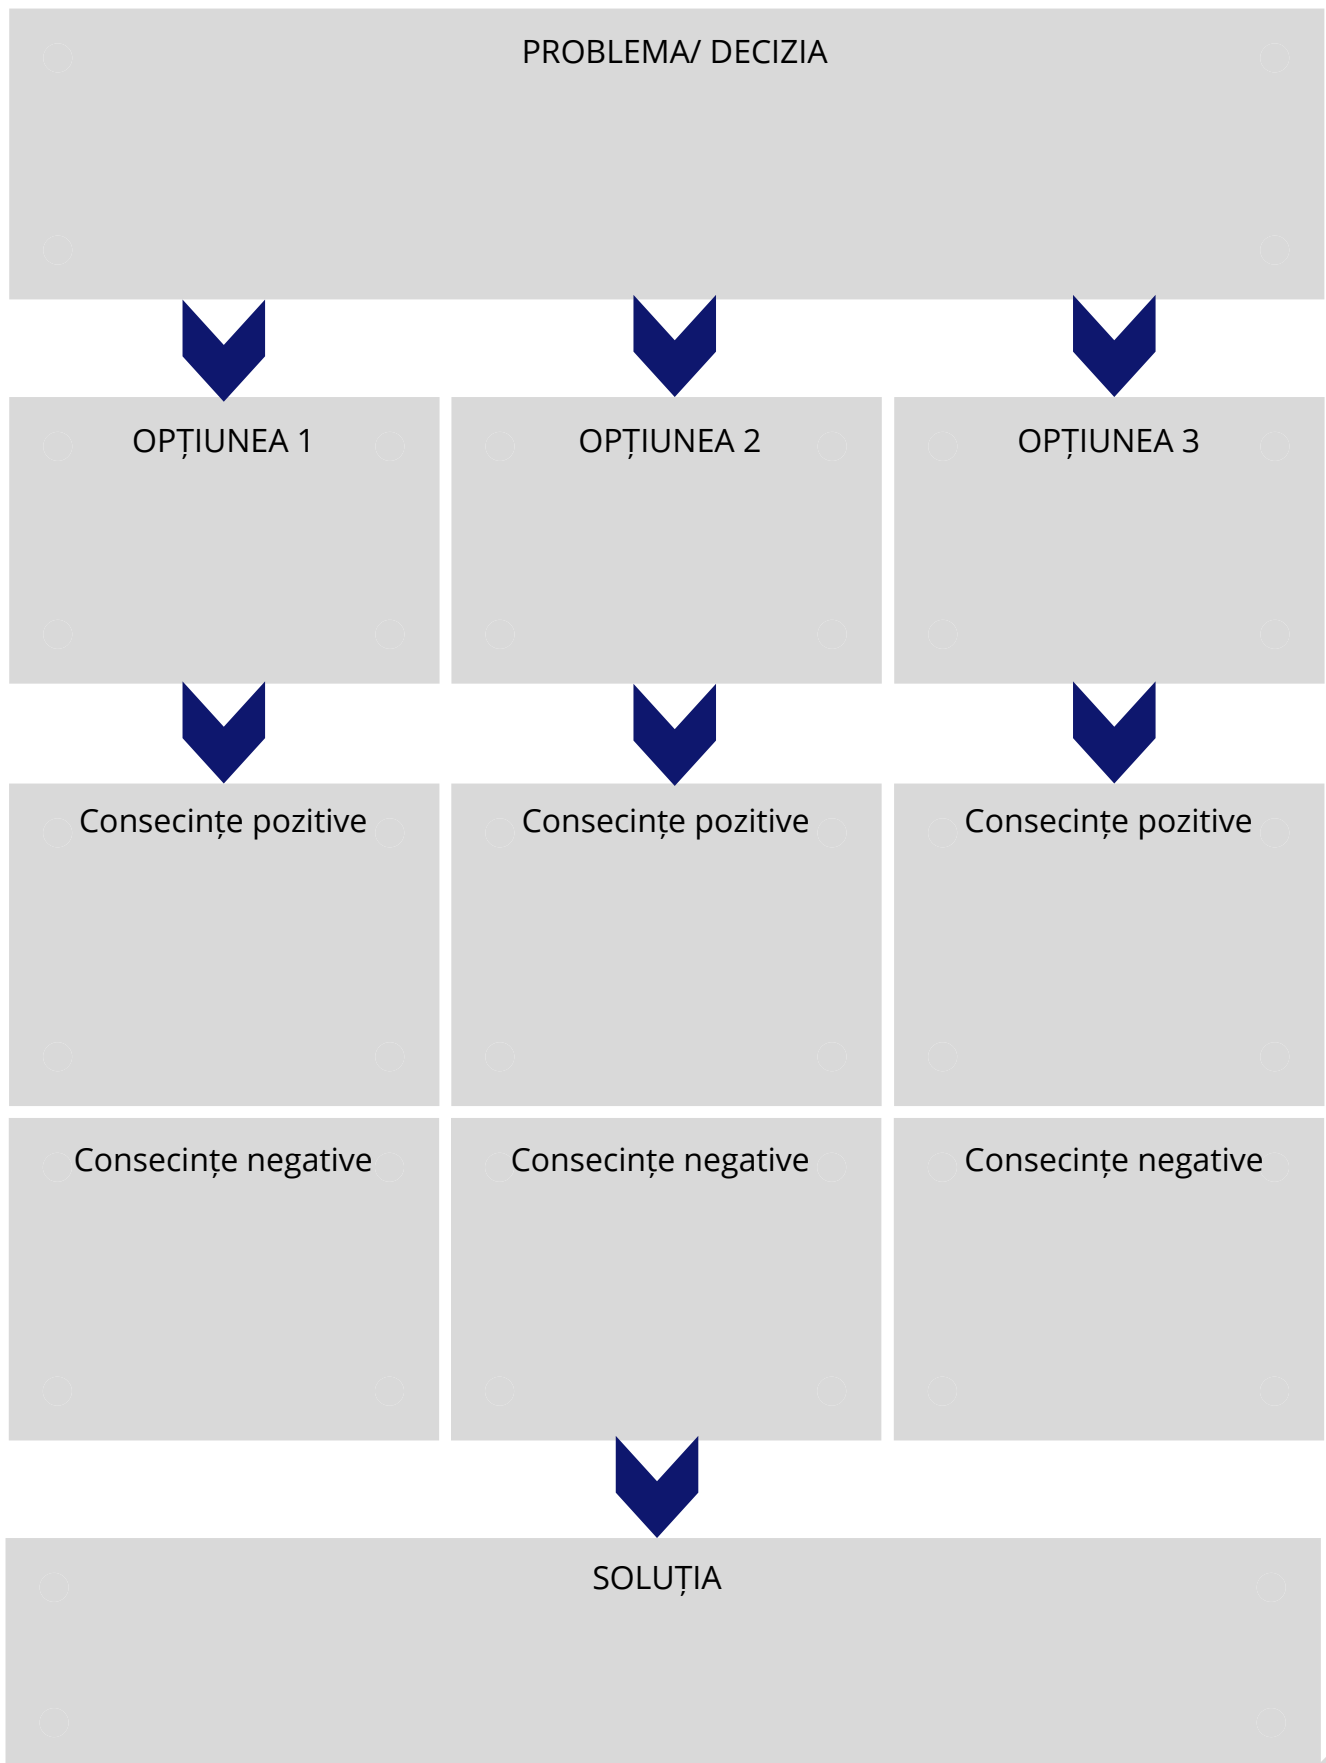 PROBLEMA/ DECIZIA
OPȚIUNEA 1
OPȚIUNEA 2
OPȚIUNEA 3
Consecințe pozitive
Consecințe pozitive
Consecințe pozitive
Consecințe negative
Consecințe negative
Consecințe negative
SOLUȚIA